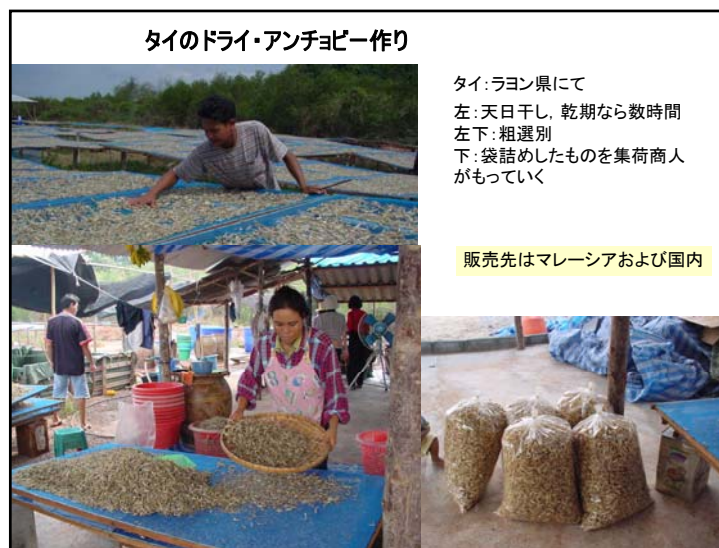 タイのドライ・アンチョビー作り
タイ:ラヨン県にて
左:天日干し, 乾期なら数時間
左下:粗選別
下:袋詰めしたものを集荷商人
がもっていく
販売先はマレーシアおよび国内